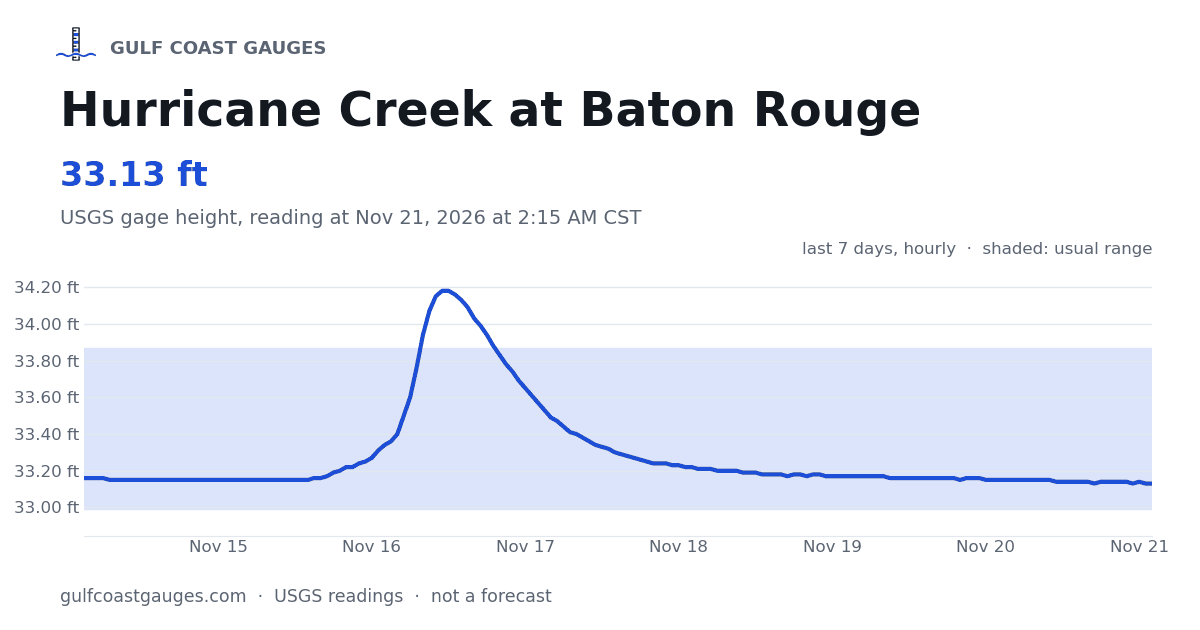 GULF COAST GAUGES
Hurricane Creek at Baton Rouge
33.13 ft
USGS gage height, reading at Nov 21, 2026 at 2:15 AM CST
last 7 days, hourly · shaded: usual range
34.20 ft
34.00 ft
33.80 ft
33.60 ft
33.40 ft
33.20 ft
33.00 ft
Nov 15 Nov 16 Nov 17 Nov 18 Nov 19 Nov 20 Nov 21
gulfcoastgauges.com · USGS readings · not a forecast